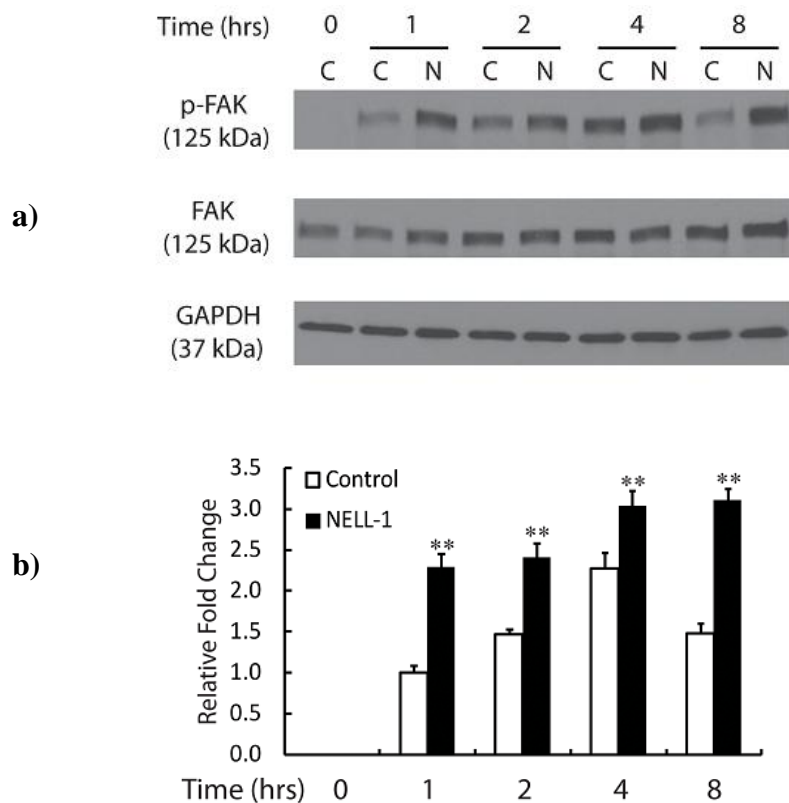 Time (hrs) 0 1 2 4 8
C C N C N C N C N
p-FAK
(125 kDa)
a)
FAK
(125 kDa)
GAPDH
(37 kDa)
b)
Relative Fold Change
3.5
3.0
2.5
2.0
1.5
1.0
0.5
0.0
Control
NELL-1
** ** ** **
Time (hrs) 0 1 2 4 8